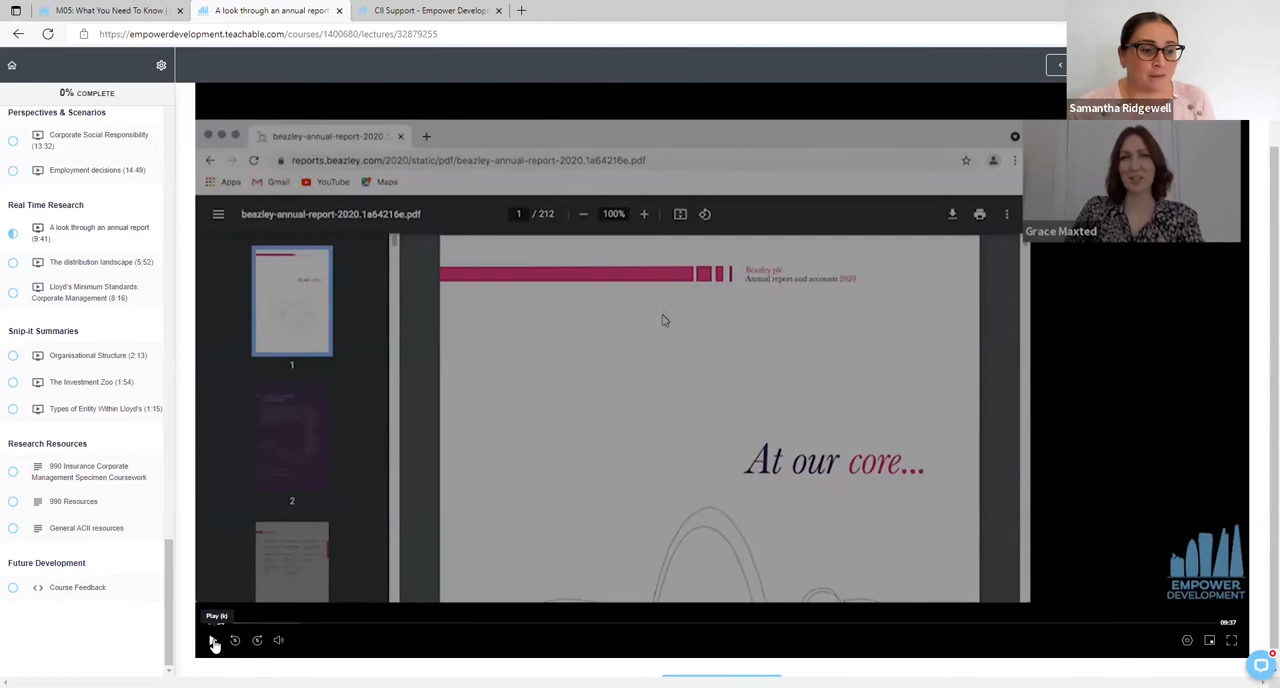 M05: What You Need To Know |
A look through an annual report
CII Support - Empower Develop
https://empowerdevelopment.teachable.com/courses/1400680/lectures/32879255
0% COMPLETE
Perspectives & Scenarios
Corporate Social Responsibility
(13:32)
Employment decisions (14:49)
Real Time Research
A look through an annual report
(9:41)
The distribution landscape (5:52)
Lloyd's Minimum Standards:
Corporate Management (8:16)
Snip-it Summaries
Organisational Structure (2:13)
The Investment Zoo (1:54)
Types of Entity Within Lloyd's (1:15)
Research Resources
990 Insurance Corporate
Management Specimen Coursework
990 Resources
General ACII resources
Future Development
Course Feedback
Samantha Ridgewell
beazley-annual-report-2020.
reports.beazley.com/2020/static/pdf/beazley-annual-report-2020.1a64216e.pdf
Apps Gmail YouTube Maps
beazley-annual-report-2020.1a64216e.pdf
1 / 212
100%
Grace Maxted
Beazley plc
Annual report and accounts 2020
At our core...
1
2
EMPOWER
DEVELOPMENT
Play (k)
09:37